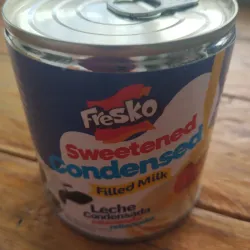 Fresko
Sweetened
Condensed
Filled Milk
Leche
Condensada